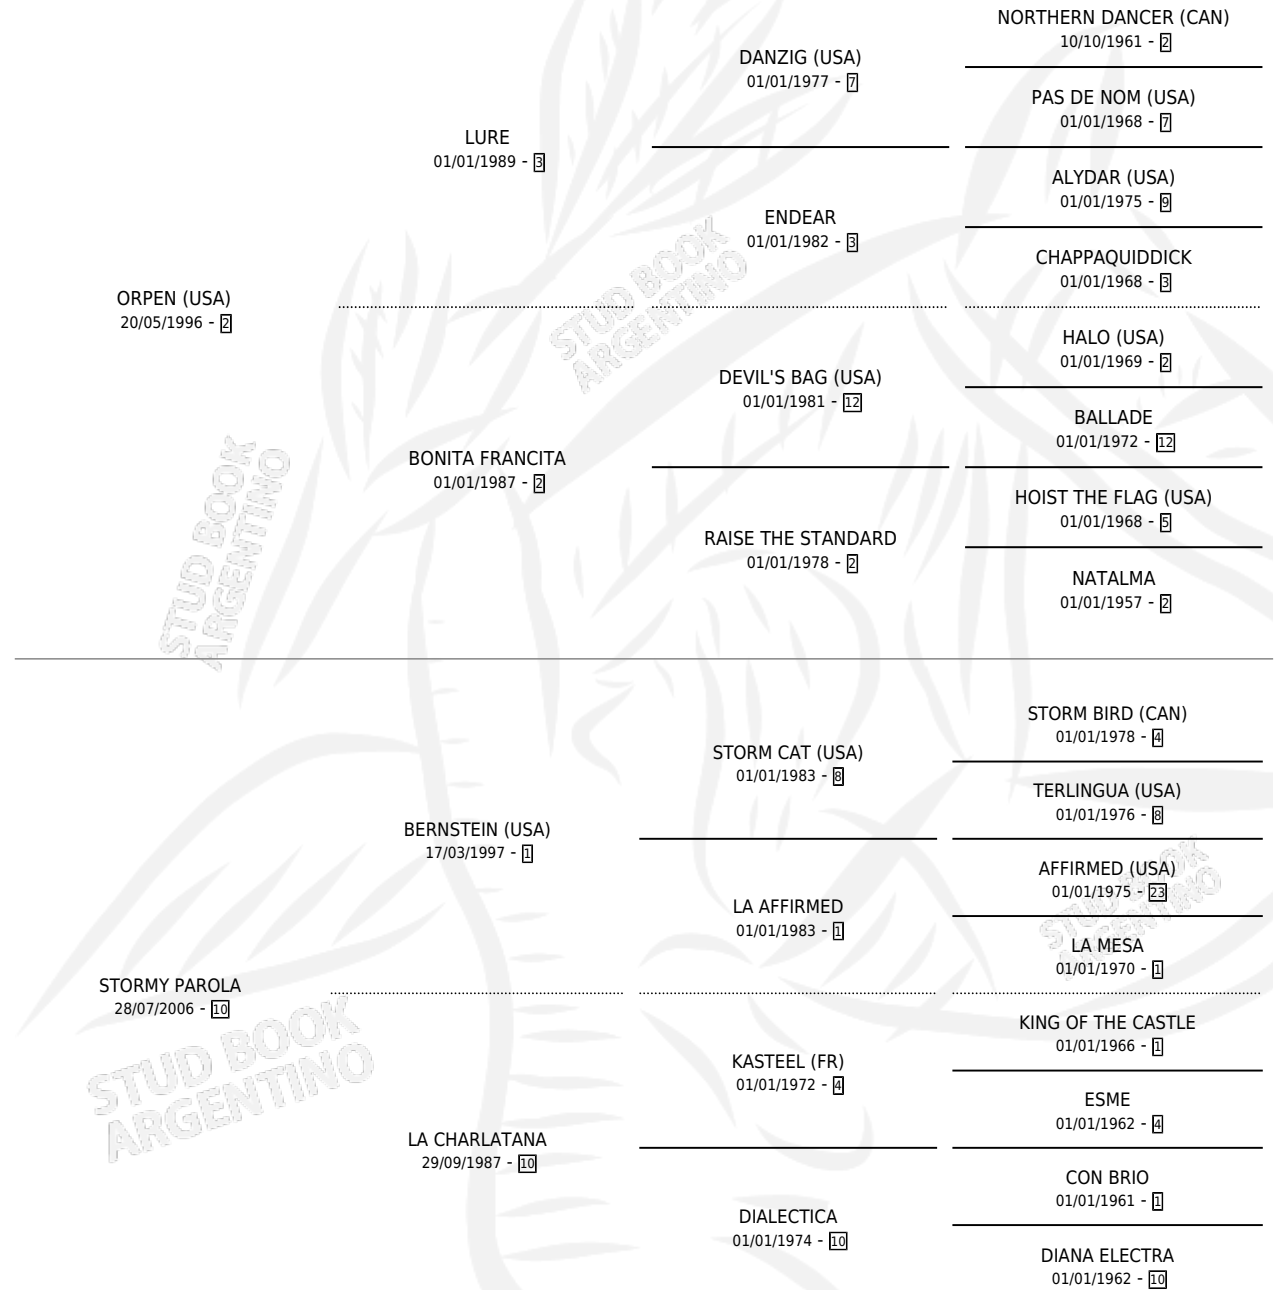 NORTHERN DANCER (CAN)
10/10/1961 - 2
DANZIG (USA)
01/01/1977 - 7
PAS DE NOM (USA)
01/01/1968 - 7
LURE
01/01/1989 - 3
ALYDAR (USA)
01/01/1975 - 9
ENDEAR
01/01/1982 - 3
CHAPPAQUIDDICK
01/01/1968 - 3
ORPEN (USA)
20/05/1996 - 2
HALO (USA)
01/01/1969 - 2
DEVIL'S BAG (USA)
01/01/1981 - 12
BALLADE
01/01/1972 - 12
BONITA FRANCITA
01/01/1987 - 2
HOIST THE FLAG (USA)
01/01/1968 - 5
RAISE THE STANDARD
01/01/1978 - 2
NATALMA
01/01/1957 - 2
STUD BOOK
ARGENTINO
STUD BOOK
ARGENTINO
STORM BIRD (CAN)
01/01/1978 - 4
STORM CAT (USA)
01/01/1983 - 8
TERLINGUA (USA)
01/01/1976 - 8
BERNSTEIN (USA)
17/03/1997 - 1
AFFIRMED (USA)
01/01/1975 - 23
LA AFFIRMED
01/01/1983 - 1
LA MESA
01/01/1970 - 1
STORMY PAROLA
28/07/2006 - 10
KING OF THE CASTLE
01/01/1966 - 1
KASTEEL (FR)
01/01/1972 - 4
ESME
01/01/1962 - 4
LA CHARLATANA
29/09/1987 - 10
CON BRIO
01/01/1961 - 1
DIALECTICA
01/01/1974 - 10
DIANA ELECTRA
01/01/1962 - 10
STUD BOOK
ARGENTINO
STUD BOOK
ARGENTINO